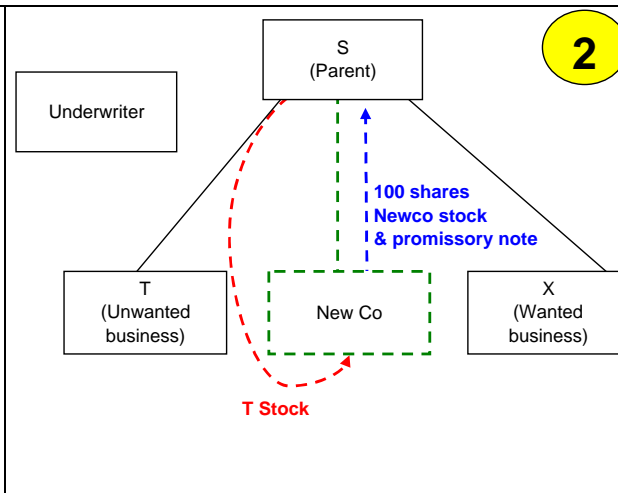 S
(Parent)
2
Underwriter
100 shares
Newco stock
& promissory note
T
(Unwanted
business)
New Co
X
(Wanted
business)
T Stock